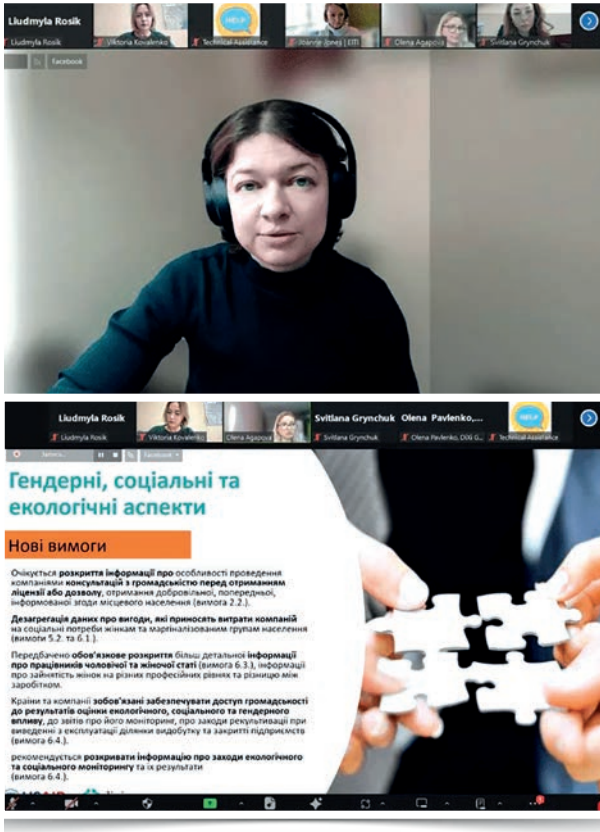 Liudmyla Rosik
HELP
Liudmyla Rosik
Viktoria Kovalenko
Technical Assistance
Joanne Jones | EITI
Olena Agapova
Svitlana Grynchuk
Facebook
Liudmyla Rosik
Svitlana Grynchuk
Olena Pavlenko,...
HELP
Liudmyla Rosik
Viktoria Kovalenko
Olena Agapova
Svitlana Grynchuk
Olena Pavlenko, DiXi G...
Technical Assistance
Facebook
Гендерні, соціальні та
екологічні аспекти
Нові вимоги
Очікується розкриття інформації про особливості проведення
компаніями консультацій з громадськістю перед отриманням
ліцензії або дозволу, отримання добровільної, попередньої,
інформованої згоди місцевого населення (вимога 2.2.).
Дезагрегація даних про вигоди, які приносять витрати компаній
на соціальні потреби жінкам та маргіналізованим групам населення
(вимоги 5.2. та 6.1.).
Передбачено обов'язкове розкриття більш детальної інформації
про працівників чоловічої та жіночої статі (вимога 6.3.), інформації
про зайнятість жінок на різних професійних рівнях та різницю між
заробітком.
Країни та компанії зобов'язані забезпечувати доступ громадськості
до результатів оцінки екологічного, соціального та гендерного
впливу, до звітів про його моніторинг, про заходи рекультивації при
виведенні з експлуатації ділянки видобутку та закритті підприємств
(вимога 6.4.).
рекомендується розкривати інформацію про заходи екологічного
та соціального моніторингу та їх результати
(вимога 6.4.).